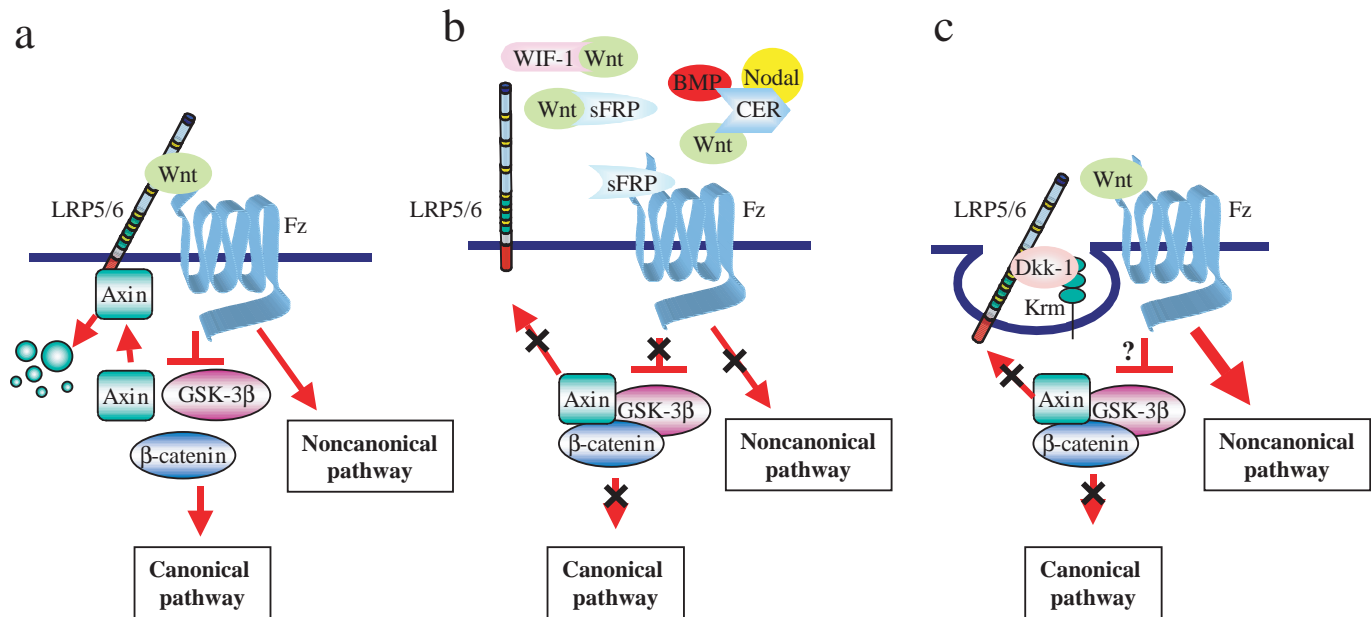 a
Wnt
LRP5/6
Fz
Axin
Axin
GSK-3β
β-catenin
Noncanonical
pathway
Canonical
pathway
b
WIF-1 Wnt
BMP
Nodal
Wnt sFRP
CER
Wnt
sFRP
LRP5/6
Fz
Axin
GSK-3β
β-catenin
Noncanonical
pathway
Canonical
pathway
c
Wnt
LRP5/6
Fz
Dkk-1
Krm
?
Axin
GSK-3β
β-catenin
Noncanonical
pathway
Canonical
pathway